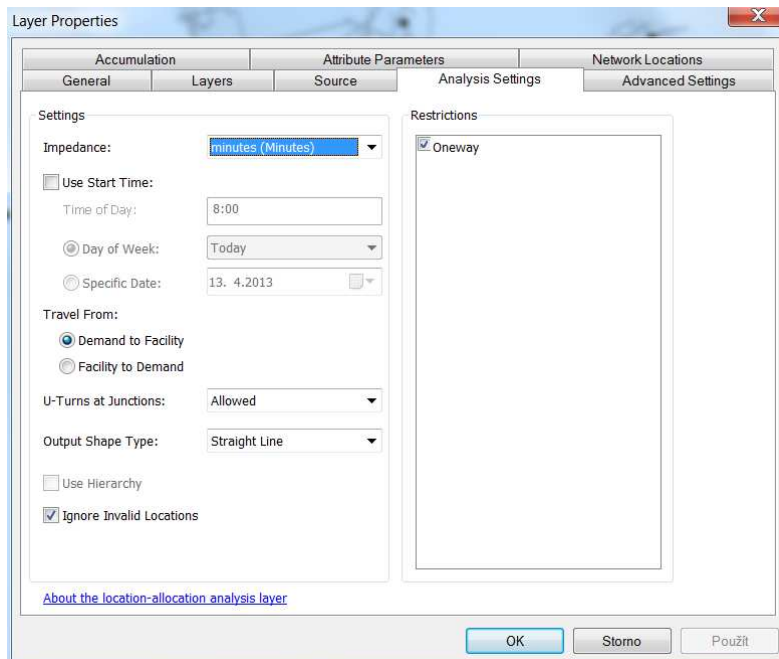 Layer Properties
Accumulation Attribute Parameters Network Locations
General Layers Source Analysis Settings Advanced Settings
Settings
Impedance: minutes (Minutes)
Use Start Time:
Time of Day: 8:00
Day of Week: Today
Specific Date: 13. 4.2013
Travel From:
Demand to Facility
Facility to Demand
U-Turns at Junctions: Allowed
Output Shape Type: Straight Line
Use Hierarchy
Ignore Invalid Locations
Restrictions
Oneway
About the location-allocation analysis layer
OK Storno Použít